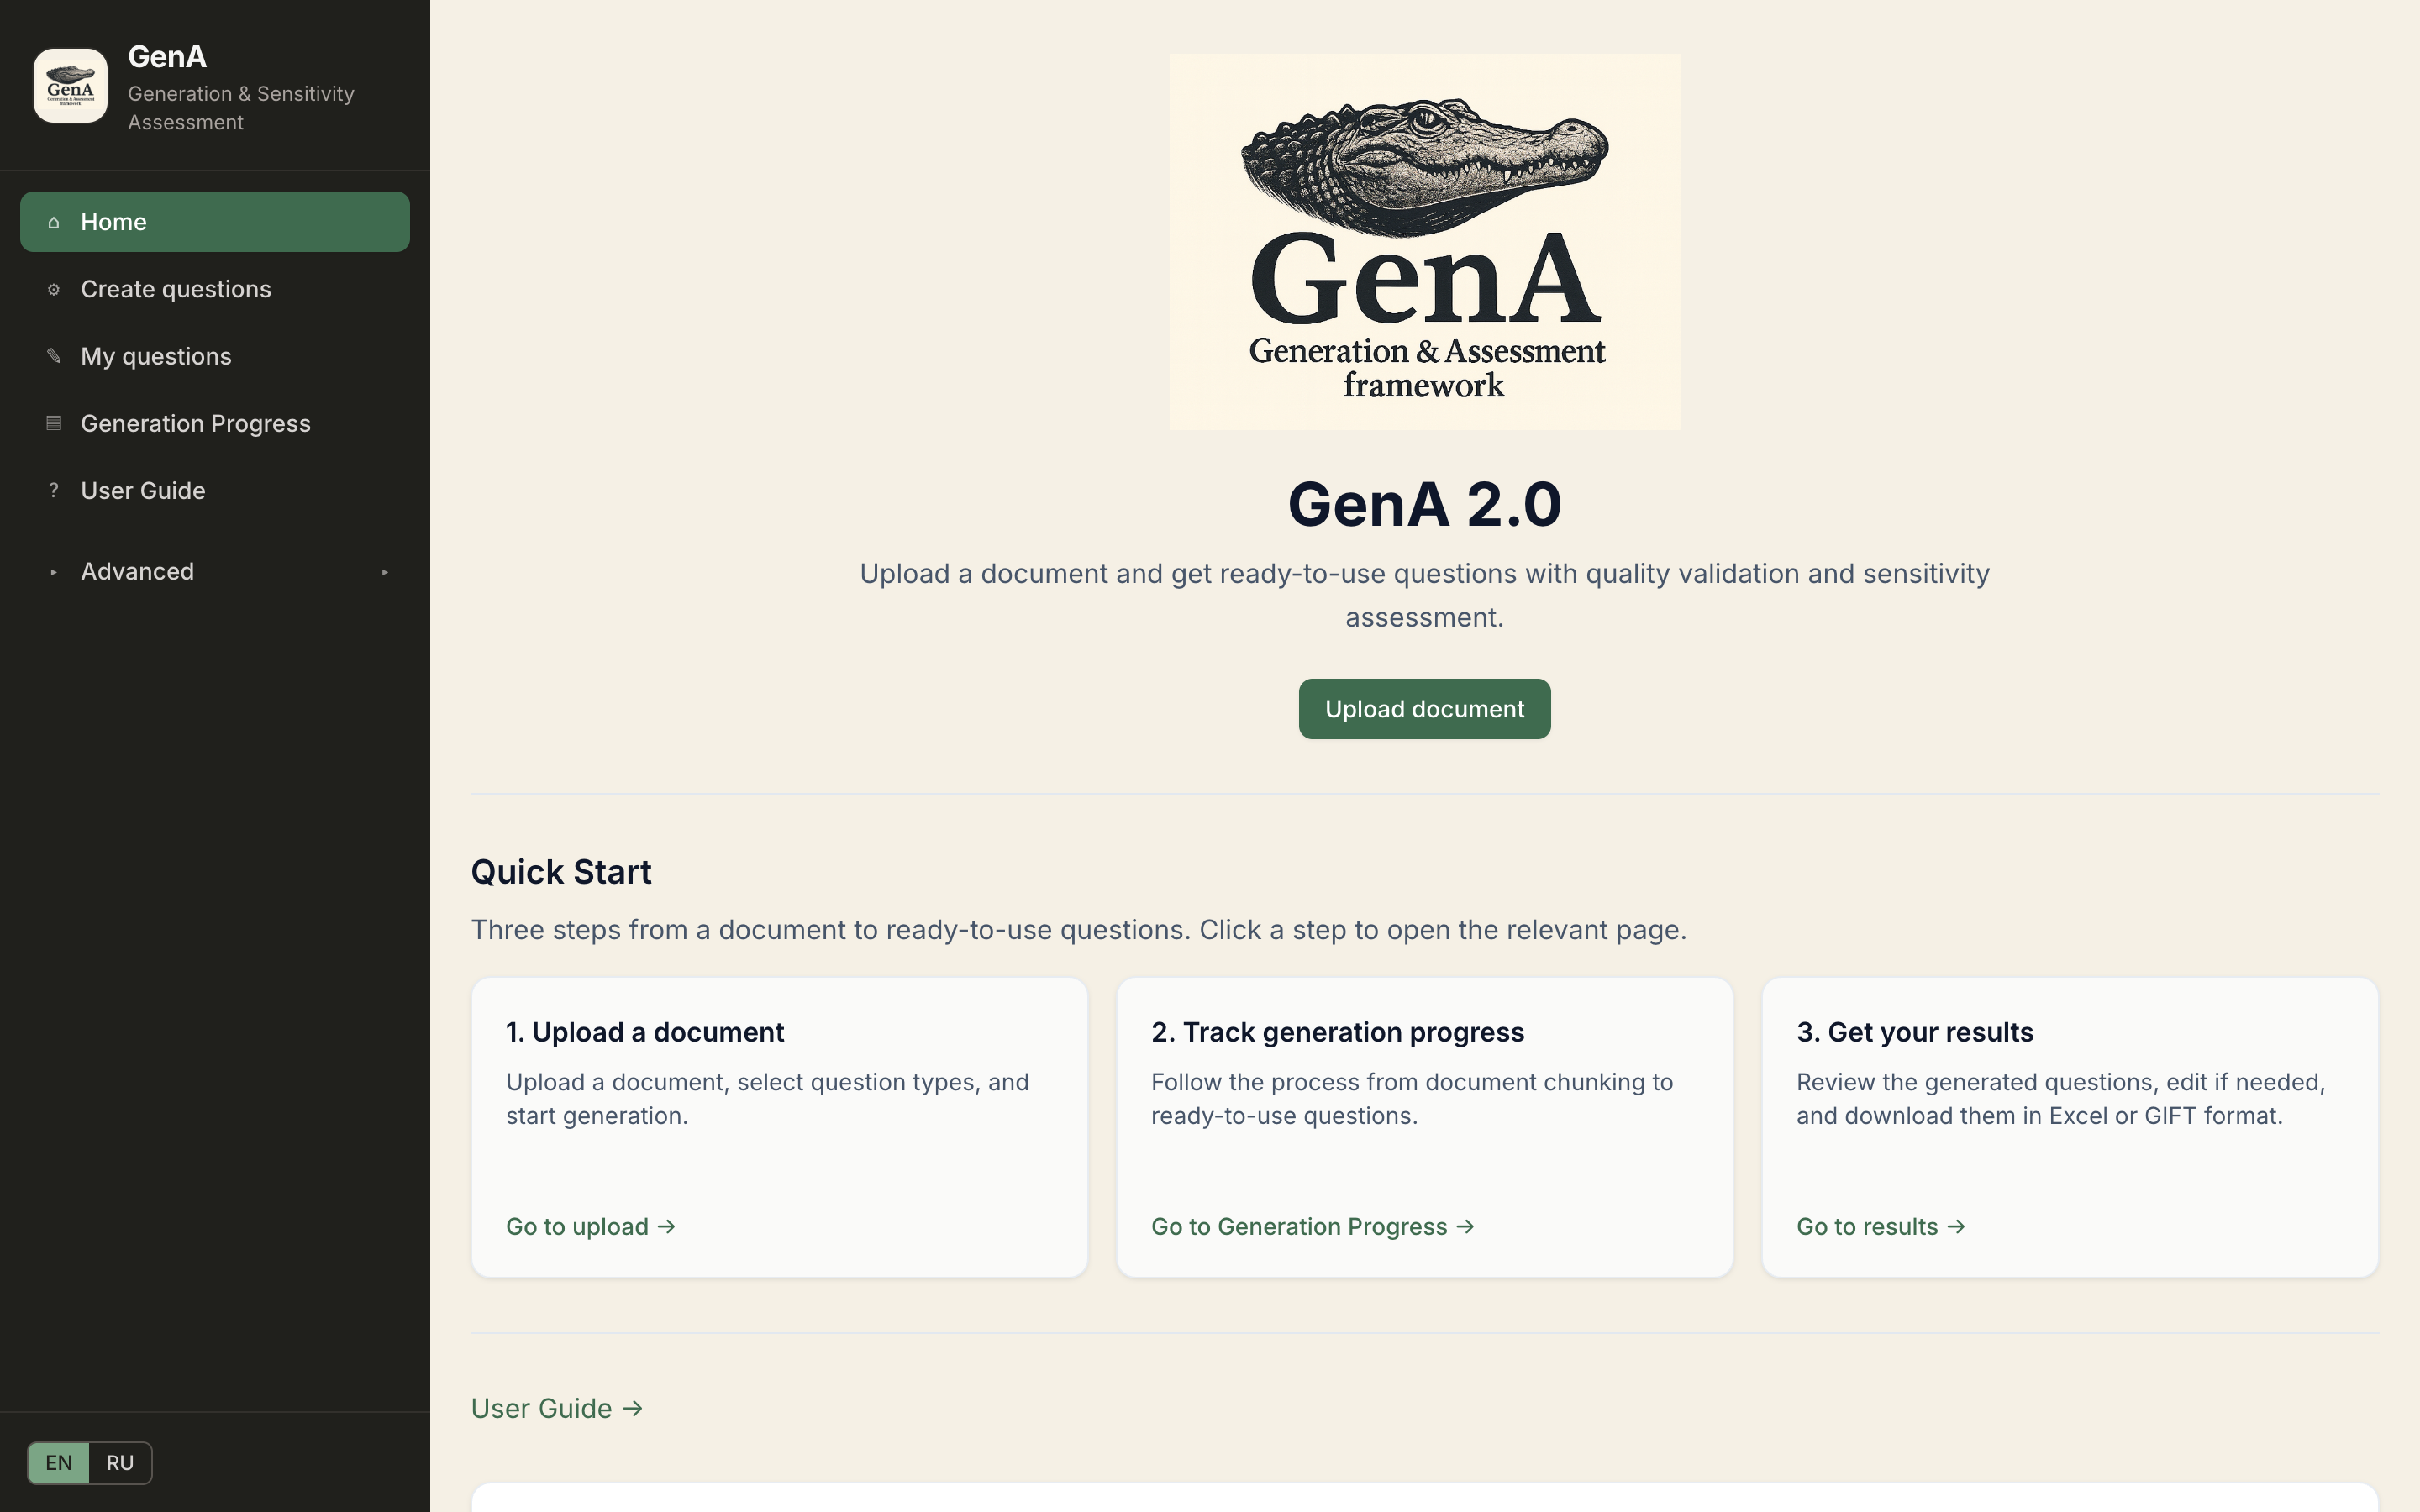 GenA
Generation & Assessment
framework
GenA
Generation & Sensitivity
Assessment
Home
Create questions
My questions
Generation Progress
? User Guide
Advanced
EN RU
GenA
Generation & Assessment
framework
GenA 2.0
Upload a document and get ready-to-use questions with quality validation and sensitivity
assessment.
Upload document
Quick Start
Three steps from a document to ready-to-use questions. Click a step to open the relevant page.
1. Upload a document
Upload a document, select question types, and
start generation.
Go to upload →
2. Track generation progress
Follow the process from document chunking to
ready-to-use questions.
Go to Generation Progress →
3. Get your results
Review the generated questions, edit if needed,
and download them in Excel or GIFT format.
Go to results →
User Guide →